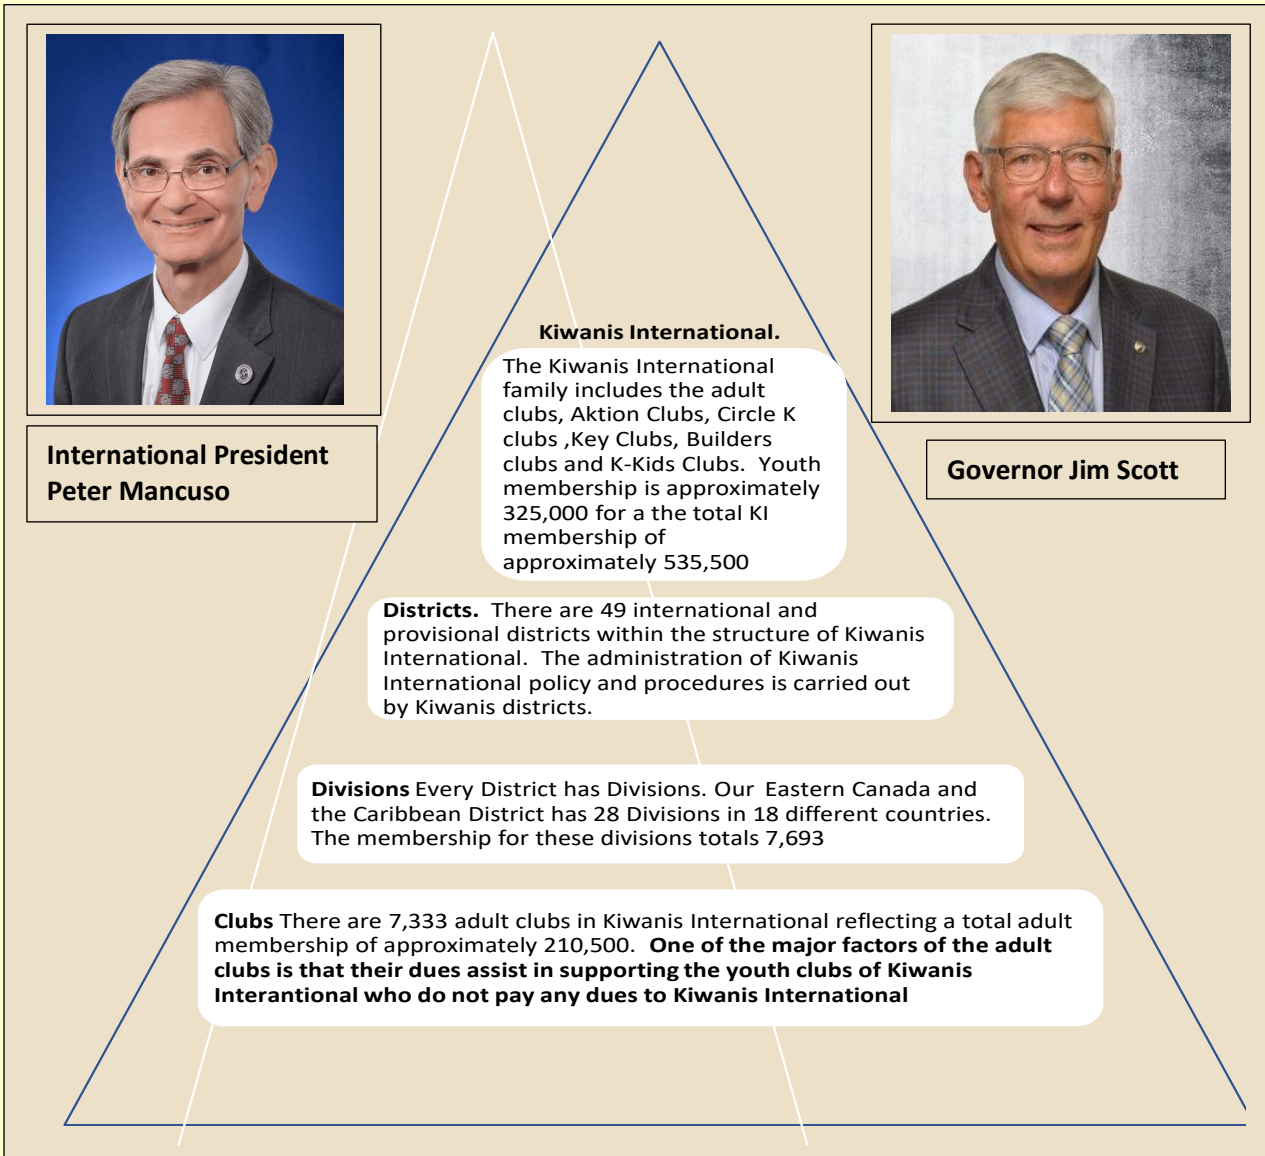 International President
Peter Mancuso
Governor Jim Scott
Kiwanis International.
The Kiwanis International
family includes the adult
clubs, Aktion Clubs, Circle K
clubs ,Key Clubs, Builders
clubs and K-Kids Clubs.  Youth
membership is approximately
325,000 for a the total KI
membership of
approximately 535,500
Districts.  There are 49 international and
provisional districts within the structure of Kiwanis
International.  The administration of Kiwanis
International policy and procedures is carried out
by Kiwanis districts.
Divisions Every District has Divisions. Our  Eastern Canada and
the Caribbean District has 28 Divisions in 18 different countries.
The membership for these divisions totals 7,693
Clubs There are 7,333 adult clubs in Kiwanis International reflecting a total adult
membership of approximately 210,500.  One of the major factors of the adult
clubs is that their dues assist in supporting the youth clubs of Kiwanis
Interantional who do not pay any dues to Kiwanis International